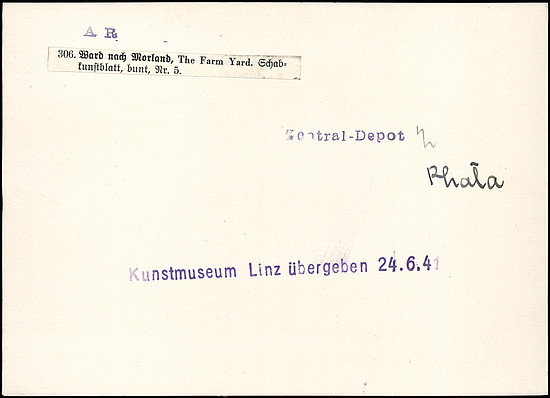 A R
306. Ward nach Morland, The Farm Yard. Schab-
kunstblatt, bunt, Nr. 5.
Zentral-Depot
Kunstmuseum Linz übergeben 24.6.41